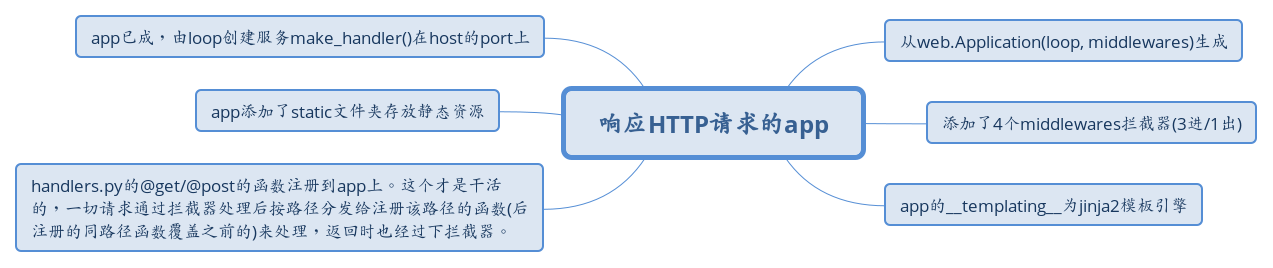 响应HTTP请求的app
从web.Application(loop, middlewares)生成
添加了4个middlewares拦截器(3进/1出)
app的__templating__为jinja2模板引擎
app已成，由loop创建服务make_handler()在host的port上
app添加了static文件夹存放静态资源
handlers.py的@get/@post的函数注册到app上。这个才是干活
的，一切请求通过拦截器处理后按路径分发给注册该路径的函数(后
注册的同路径函数覆盖之前的)来处理，返回时也经过下拦截器。